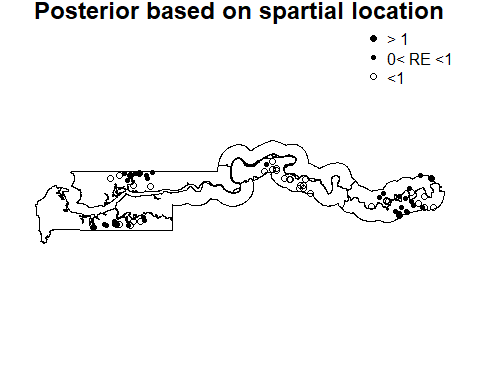 Posterior based on spartial location
> 1
0< RE <1
<1